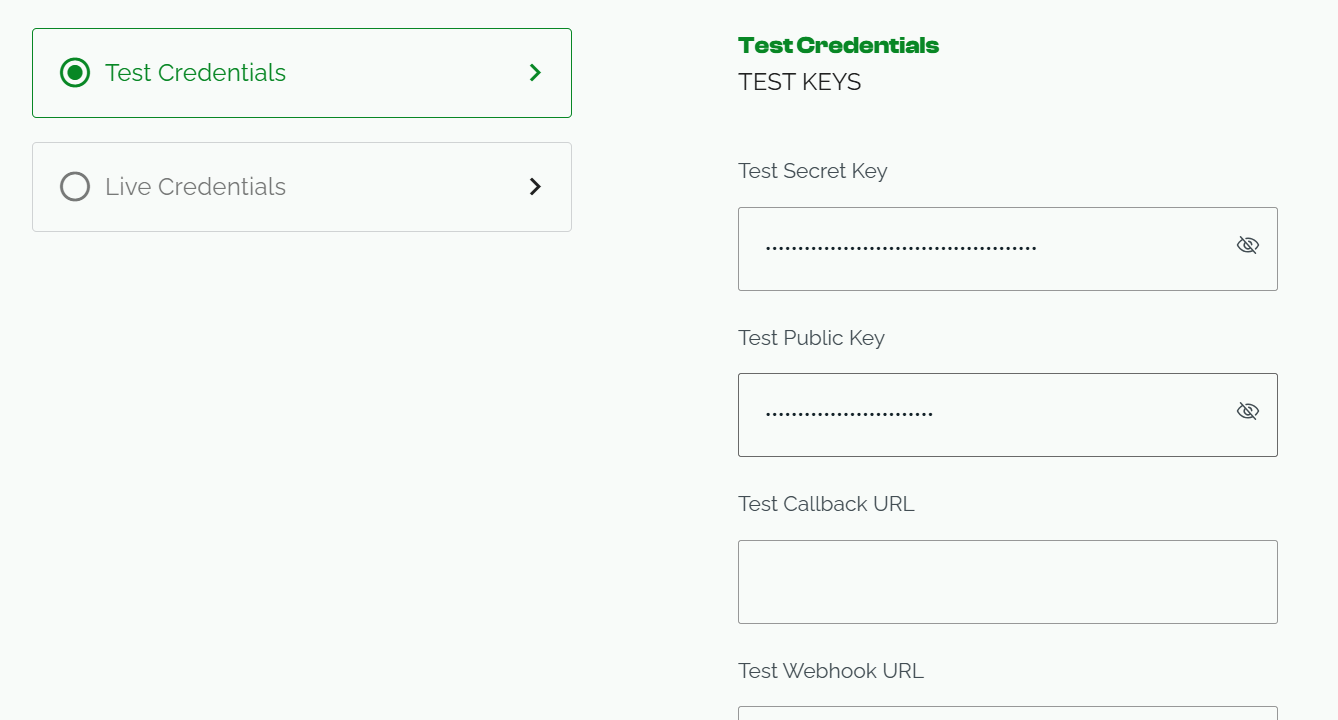 Test Credentials
Live Credentials
Test Credentials
TEST KEYS
Test Secret Key
Test Public Key
Test Callback URL
Test Webhook URL